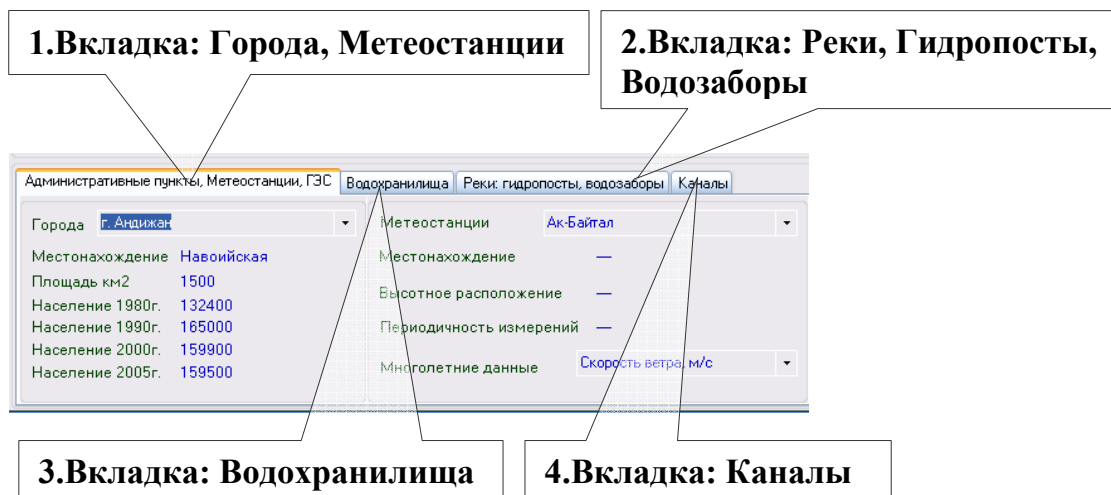 1.Вкладка: Города, Метеостанции
2.Вкладка: Реки, Гидропосты,
Водозаборы
Административные пункты, Метеостанции, ГЭС Водохранилища Реки: гидропосты, водозаборы Каналы
Города г. Андижан
Местонахождение Навоийская
Площадь км2 1500
Население 1980г. 132400
Население 1990г. 165000
Население 2000г. 159900
Население 2005г. 159500
Метеостанции Ак-Байтал
Местонахождение —
Высотное расположение —
Периодичность измерений —
Многолетние данные Скорость ветра, м/с
3.Вкладка: Водохранилища
4.Вкладка: Каналы